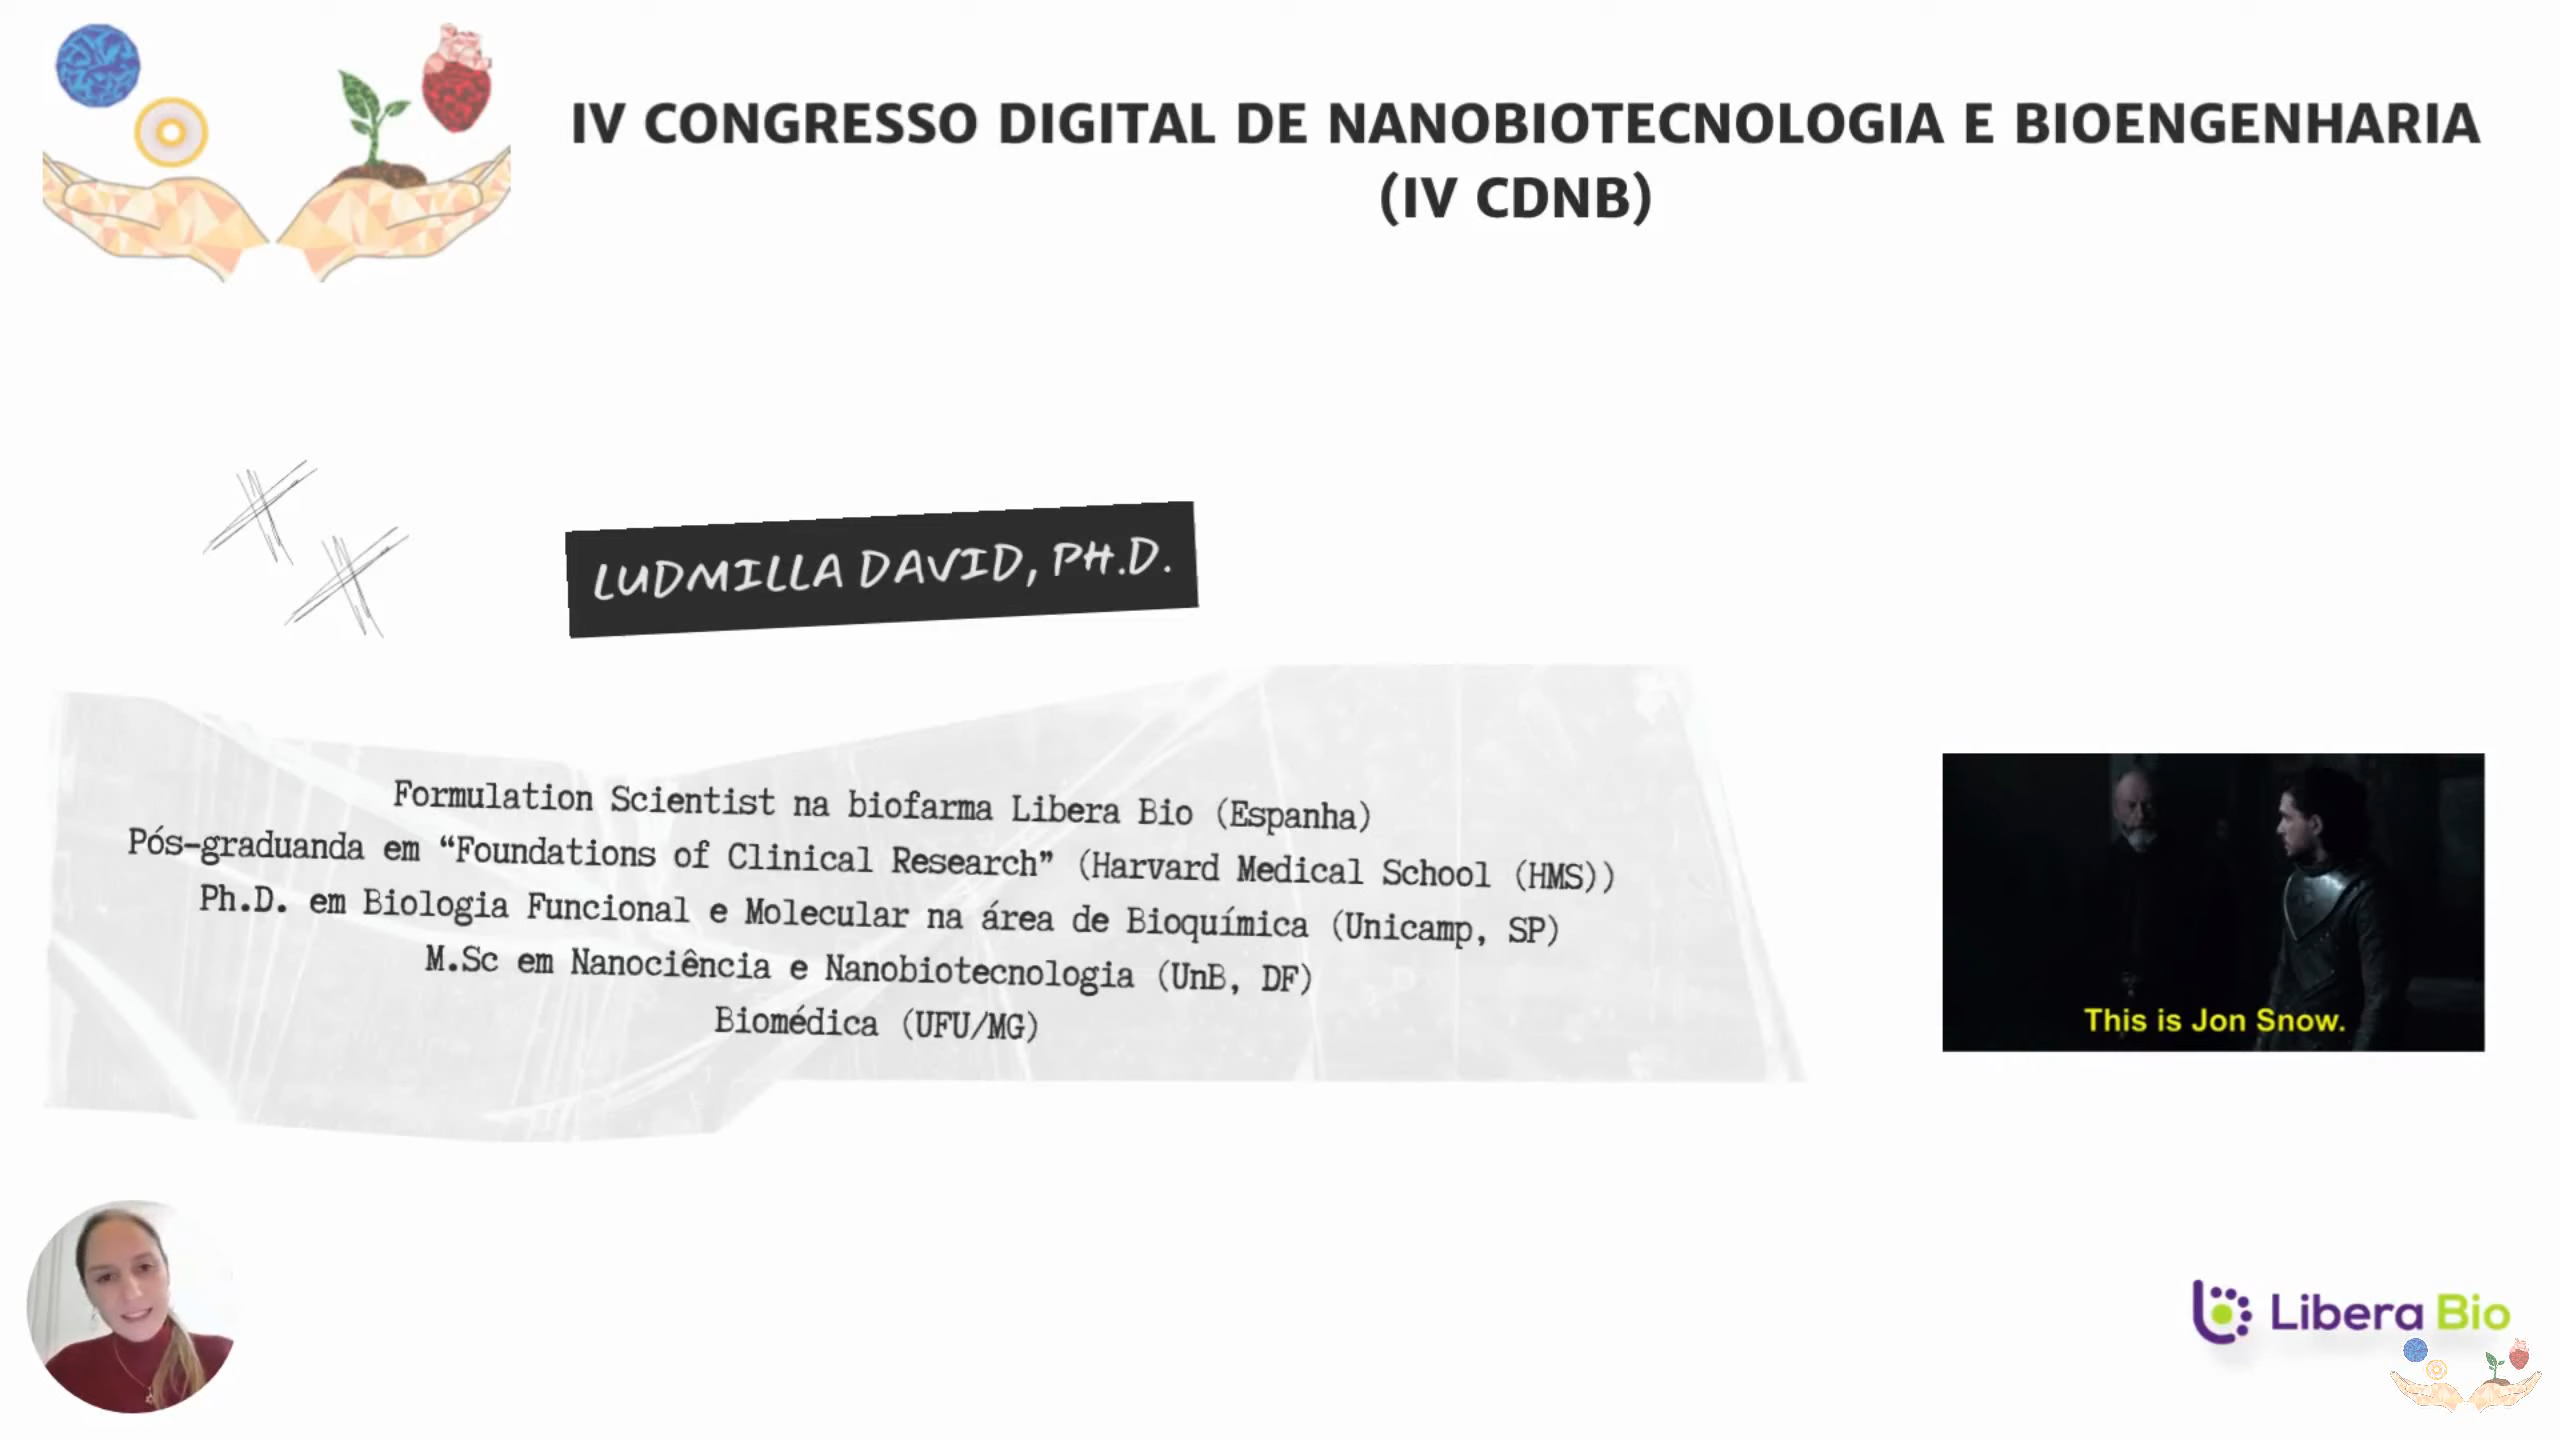 IV CONGRESSO DIGITAL DE NANOBIOTECNOLOGIA E BIOENGENHARIA
(IV CDNB)
LUDMILLA DAVID, PH.D.
Formulation Scientist na biofarma Libera Bio (Espanha)
Pós-graduanda em “Foundations of Clinical Research” (Harvard Medical School (HMS))
Ph.D. em Biologia Funcional e Molecular na área de Bioquímica (Unicamp, SP)
M.Sc em Nanociência e Nanobiotecnologia (UnB, DF)
Biomédica (UFU/MG)
This is Jon Snow.
Libera Bio